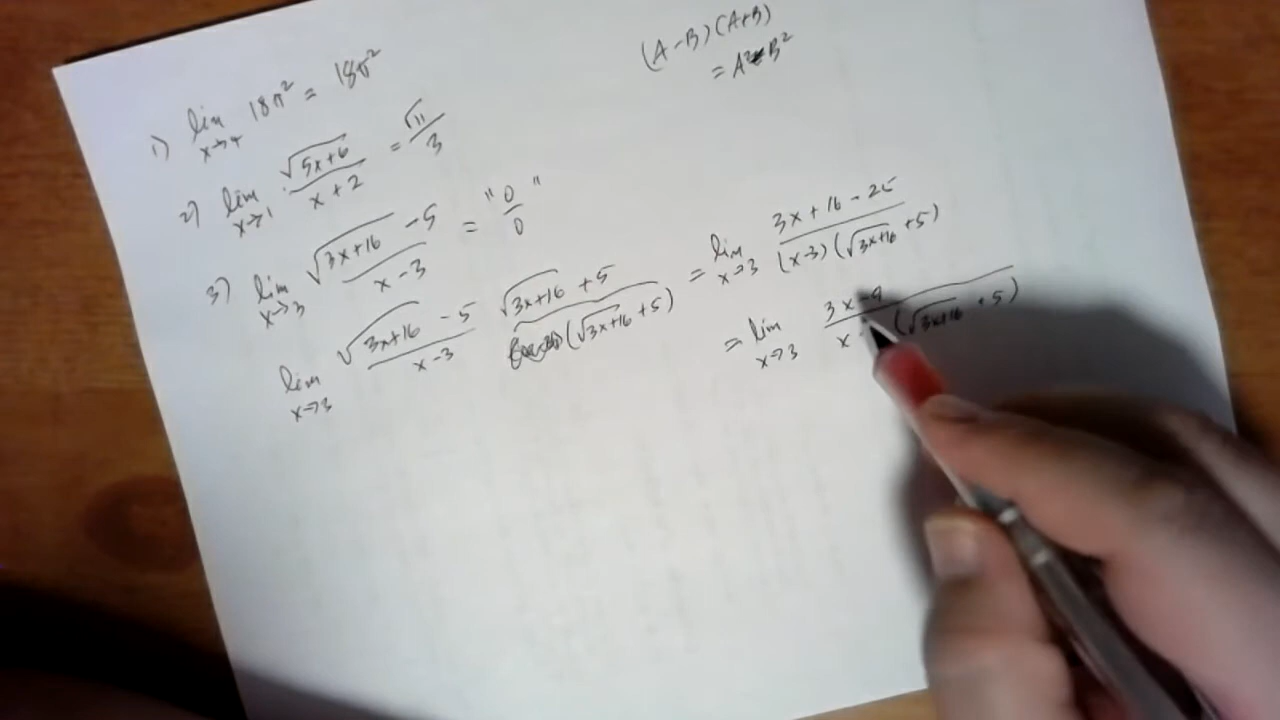 (A-B)(A+B)
= A²-B²
1) lim x→4 18π² = 18π²
2) lim x→1 √(5x+6) / (x+2) = √11 / 3
3) lim x→3 (√(3x+16) - 5) / (x-3) = "0/0"
lim x→3 (√(3x+16) - 5) / (x-3) (√(3x+16) + 5) / (√(3x+16) + 5)
= lim x→3 (3x+16-25) / ((x-3)(√(3x+16) + 5))
= lim x→3 (3x-9) / (x (√(3x+16) + 5))